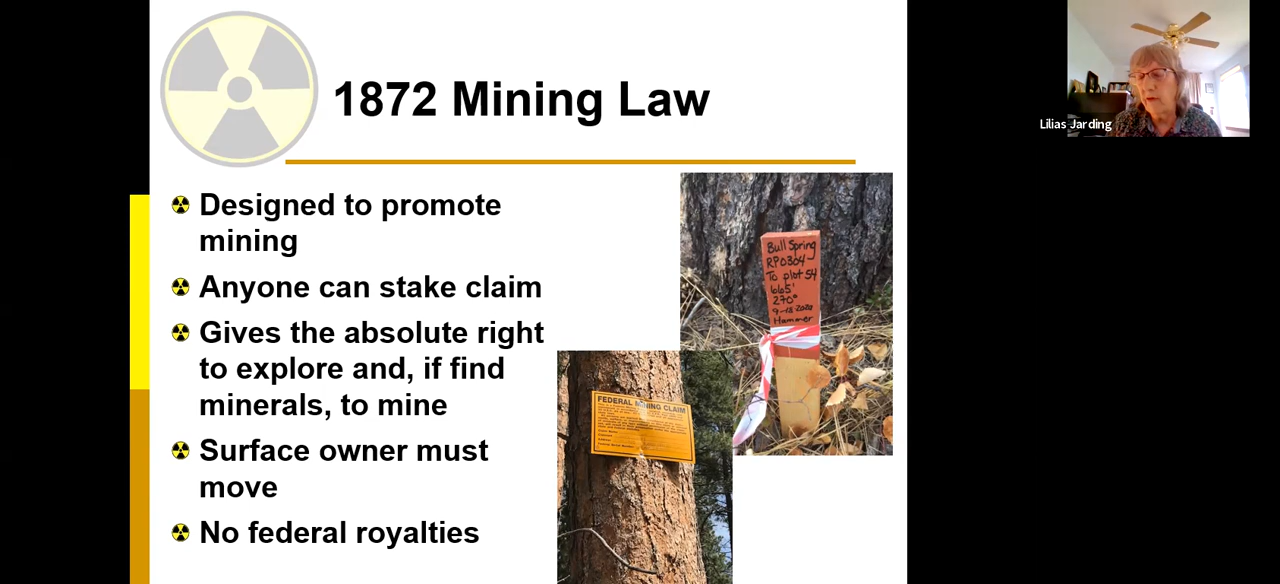 1872 Mining Law
Designed to promote
mining
Anyone can stake claim
Gives the absolute right
to explore and, if find
minerals, to mine
Surface owner must
move
No federal royalties
Bull Spring
RP0304
To plot 54
665'
270°
9-18-2020
Hammer
FEDERAL MINING CLAIM
Lilias Jarding